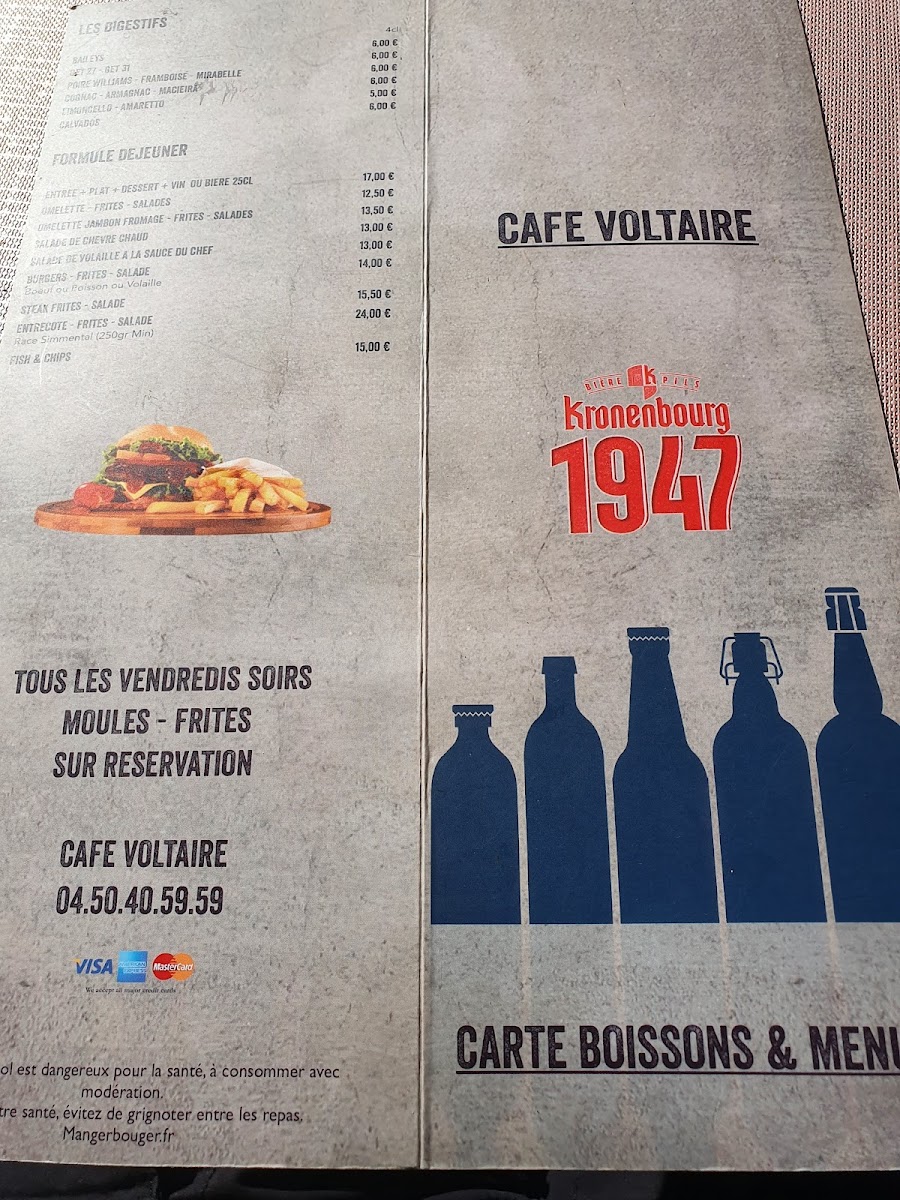 LES DIGESTIFS
4cl
BAILEYS 6,00 €
GET 27 - GET 31 6,00 €
POIRE WILLIAMS - FRAMBOISE - MIRABELLE 6,00 €
COGNAC - ARMAGNAC - MACIEIRA 6,00 €
LIMONCELLO - AMARETTO 5,00 €
CALVADOS 6,00 €
FORMULE DEJEUNER
ENTREE + PLAT + DESSERT + VIN OU BIERE 25CL 17,00 €
OMELETTE - FRITES - SALADES 12,50 €
OMELETTE JAMBON FROMAGE - FRITES - SALADES 13,50 €
SALADE DE CHEVRE CHAUD 13,00 €
SALADE DE VOLAILLE A LA SAUCE DU CHEF 13,00 €
BURGERS - FRITES - SALADE 14,00 €
Boeuf ou Poisson ou Volaille
STEAK FRITES - SALADE 15,50 €
ENTRECOTE - FRITES - SALADE 24,00 €
Race Simmental (250gr Min)
FISH & CHIPS 15,00 €
TOUS LES VENDREDIS SOIRS
MOULES - FRITES
SUR RESERVATION
CAFE VOLTAIRE
04.50.40.59.59
VISA AMERICAN EXPRESS MasterCard
We accept all major credit cards
ol est dangereux pour la santé, à consommer avec
modération.
tre santé, évitez de grignoter entre les repas.
Mangerbouger.fr
CAFE VOLTAIRE
BIÈRE K PILS
Kronenbourg
1947
CARTE BOISSONS & MENU